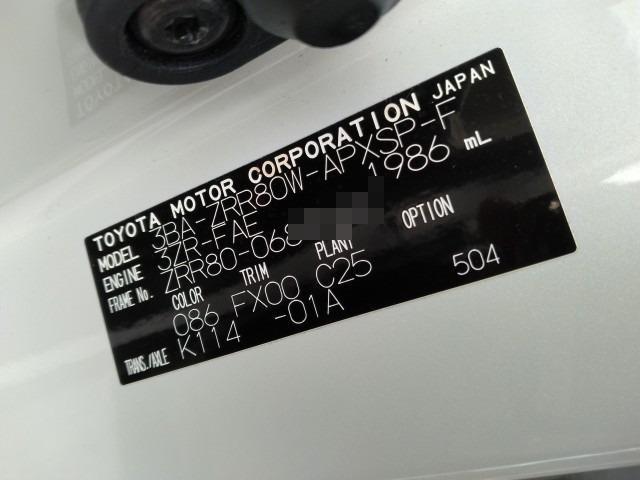 TOYOTA MOTOR CORPORATION JAPAN
MODEL 3BA-ZRR80W-APXSP-F
ENGINE 3ZR-FAE 1986 mL
FRAME No. ZRR80-068
COLOR TRIM PLANT OPTION
086 FX00 C25 504
TRANS./AXLE K114 -01A